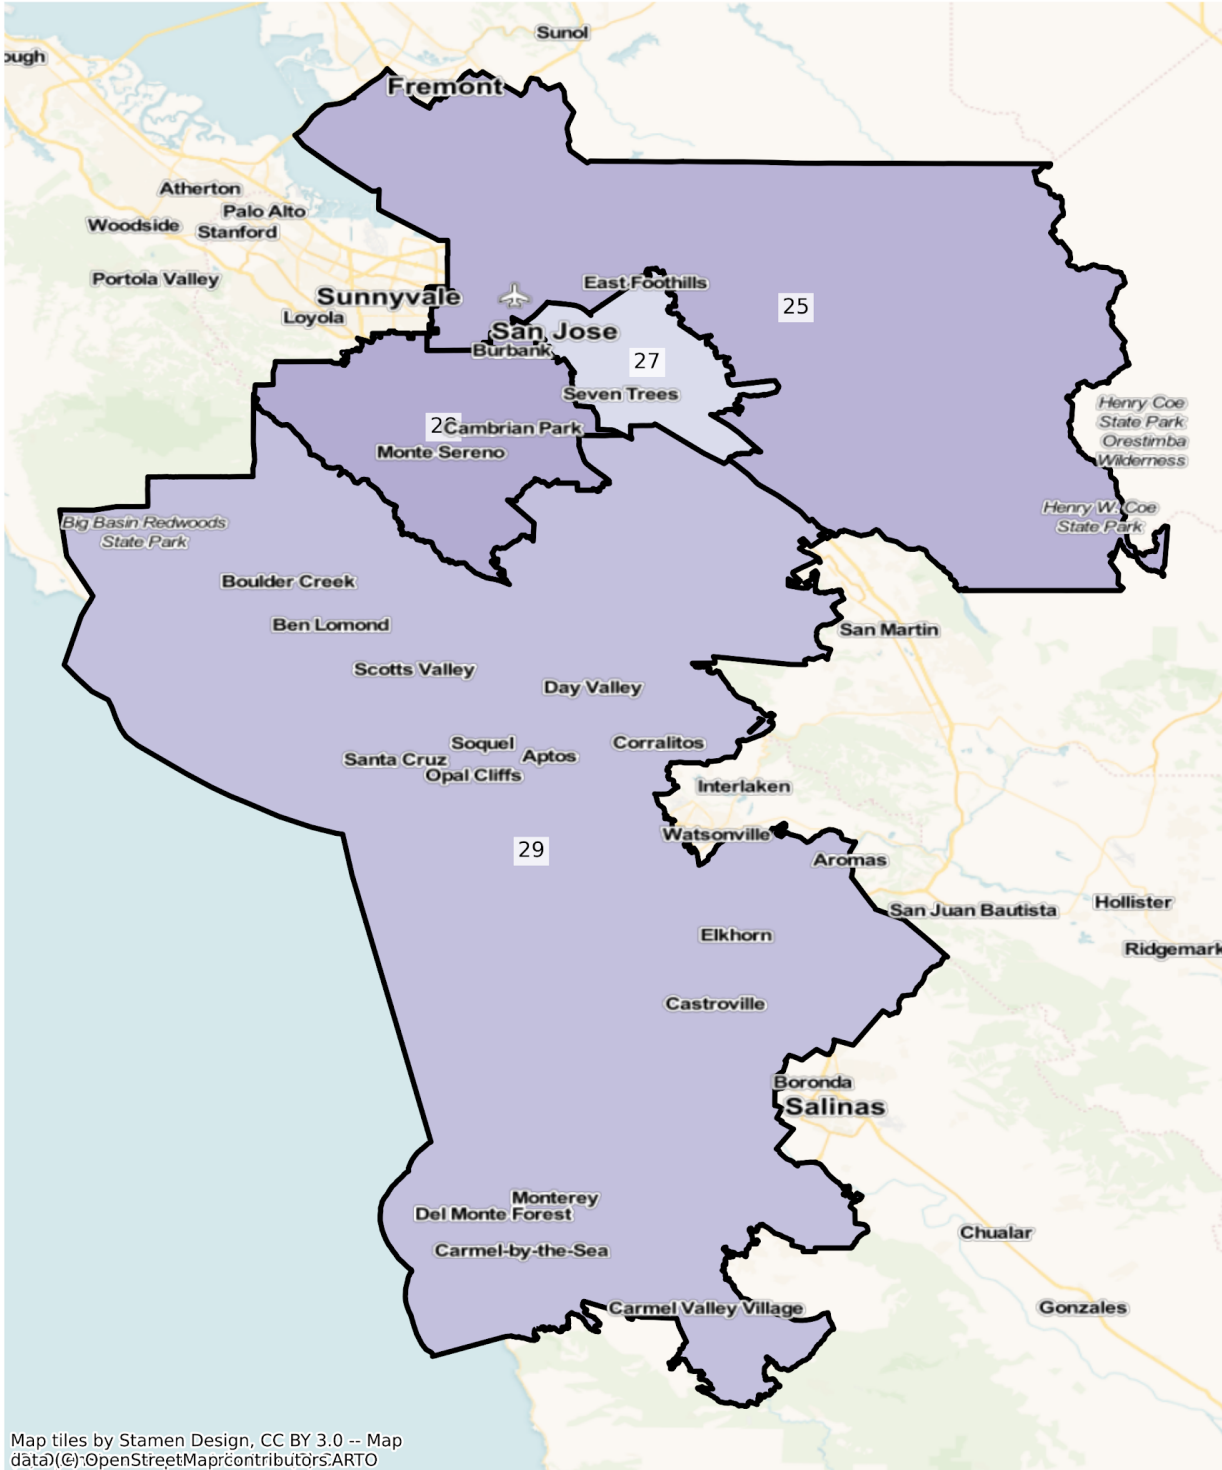 Sunol
ough
Fremont
Atherton
Palo Alto
Woodside
Stanford
Portola Valley
East Foothills
Sunnyvale
25
Loyola
San Jose
Burbank
27
Seven Trees
Henry Coe
State Park
Orestimba
Wilderness
Cambrian Park
Monte Sereno
Henry W. Coe
State Park
Big Basin Redwoods
State Park
Boulder Creek
Ben Lomond
San Martin
Scotts Valley
Day Valley
Soquel
Corralitos
Santa Cruz
Aptos
Opal Cliffs
Interlaken
Watsonville
29
Aromas
Hollister
San Juan Bautista
Elkhorn
Ridgemark
Castroville
Boronda
Salinas
Monterey
Del Monte Forest
Chualar
Carmel-by-the-Sea
Carmel Valley Village
Gonzales
Map tiles by Stamen Design, CC BY 3.0 -- Map
data (C) OpenStreetMap contributors